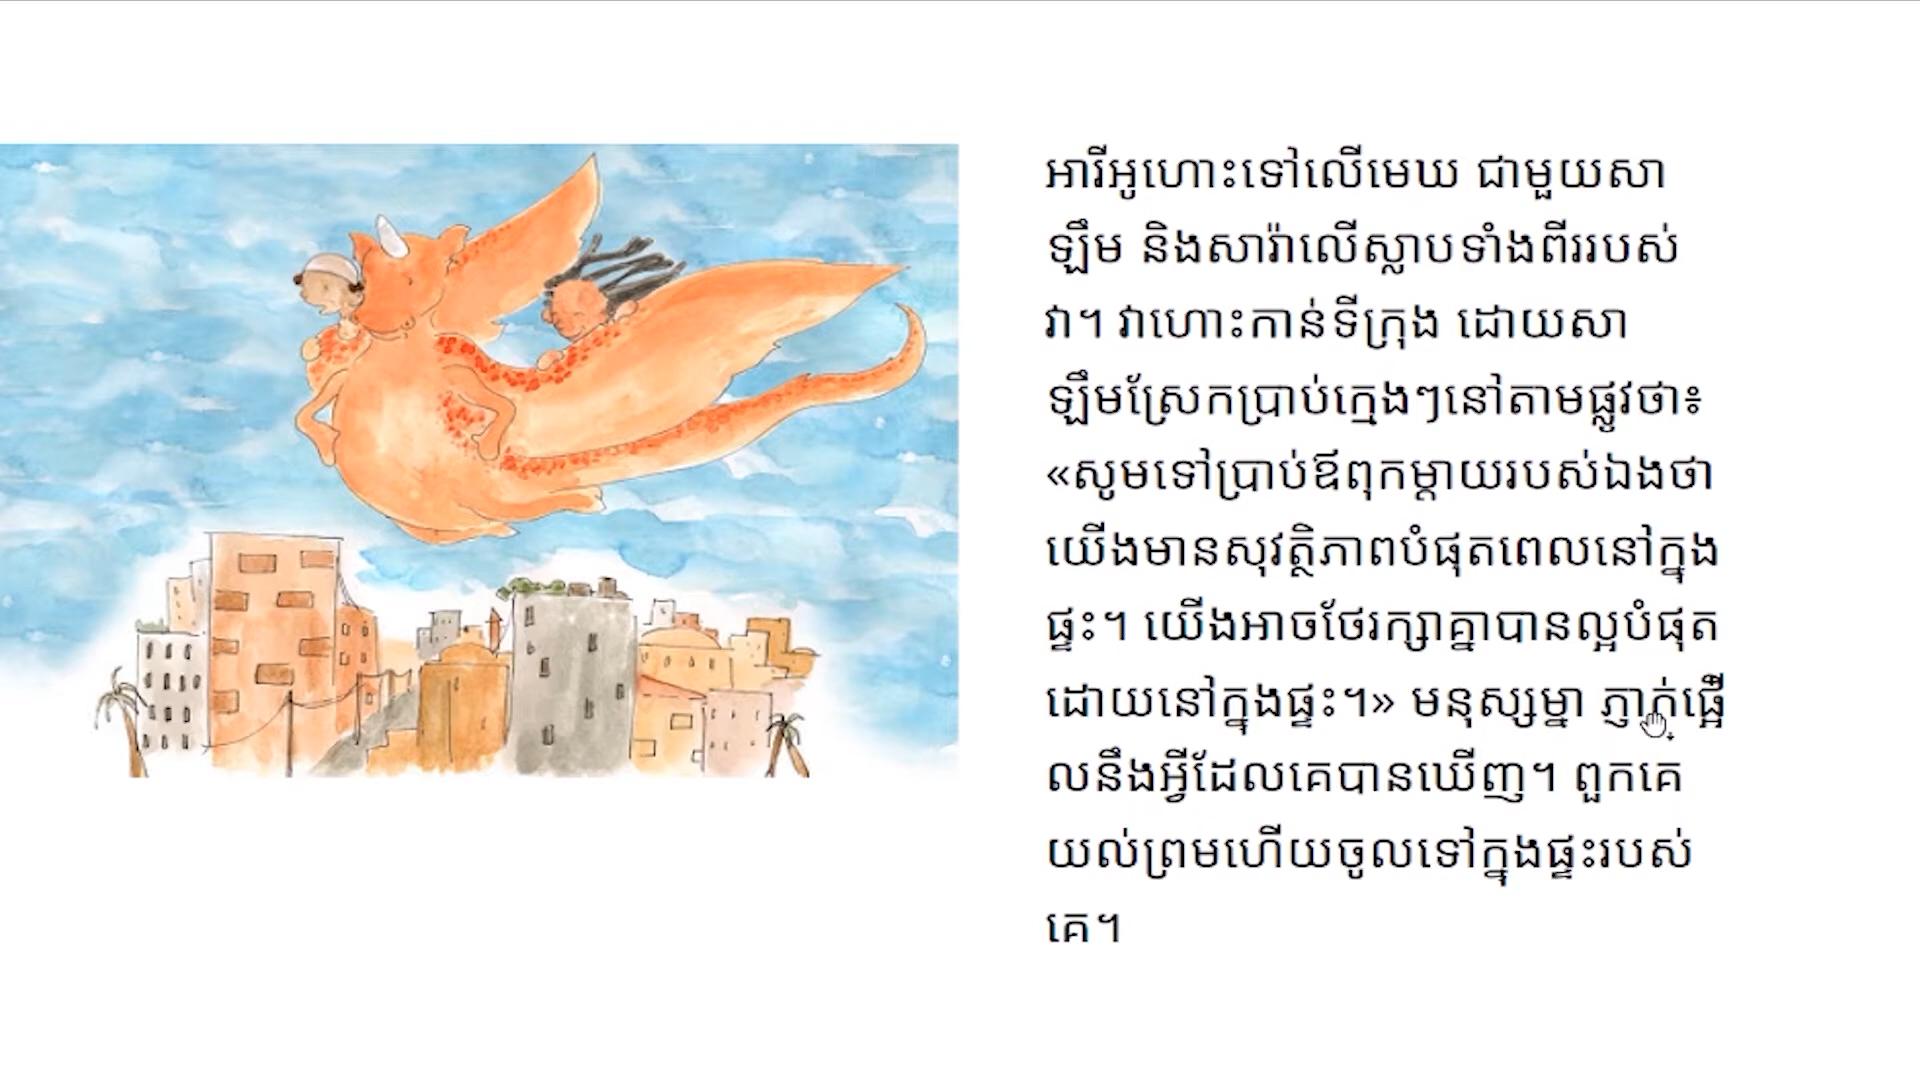 អារីអូហោះទៅលើមេឃ ជាមួយសា
ឡឹម និងសារ៉ាលើស្លាបទាំងពីររបស់
វា។ វាហោះកាន់ទីក្រុង ដោយសា
ឡឹមស្រែកប្រាប់ក្មេងៗនៅតាមផ្លូវថា៖
«សូមទៅប្រាប់ឪពុកម្តាយរបស់ឯងថា
យើងមានសុវត្ថិភាពបំផុតពេលនៅក្នុង
ផ្ទះ។ យើងអាចថែរក្សាគ្នាបានល្អបំផុត
ដោយនៅក្នុងផ្ទះ។» មនុស្សម្នា ភ្ញាក់ផ្អើ
លនឹងអ្វីដែលគេបានឃើញ។ ពួកគេ
យល់ព្រមហើយចូលទៅក្នុងផ្ទះរបស់
គេ។